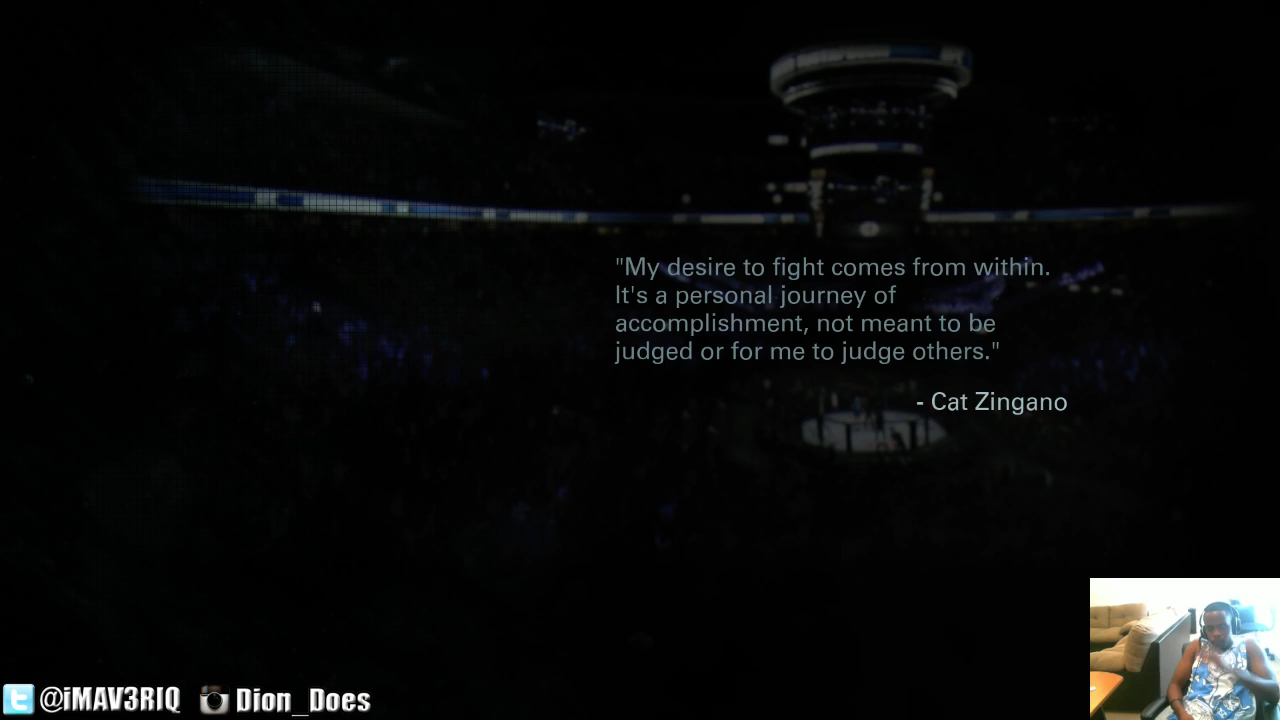 "My desire to fight comes from within.
It's a personal journey of
accomplishment, not meant to be
judged or for me to judge others."
- Cat Zingano
@iMAV3RIQ Dion_Does